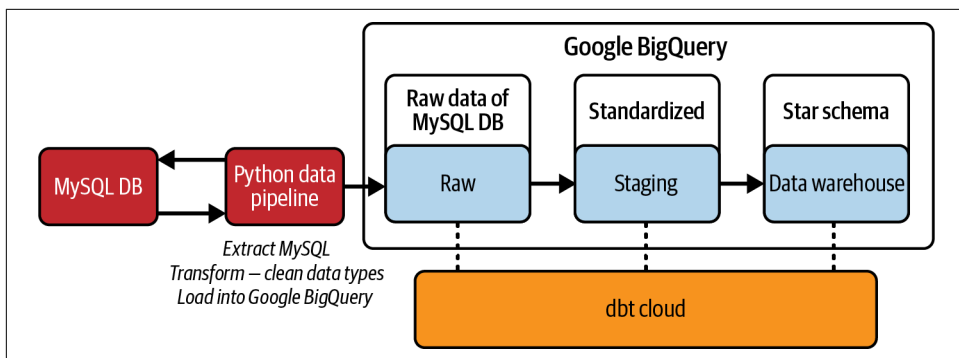 Google BigQuery
Raw data of
MySQL DB
Standardized
Star schema
MySQL DB
Python data
pipeline
Raw
Staging
Data warehouse
Extract MySQL
Transform – clean data types
Load into Google BigQuery
dbt cloud